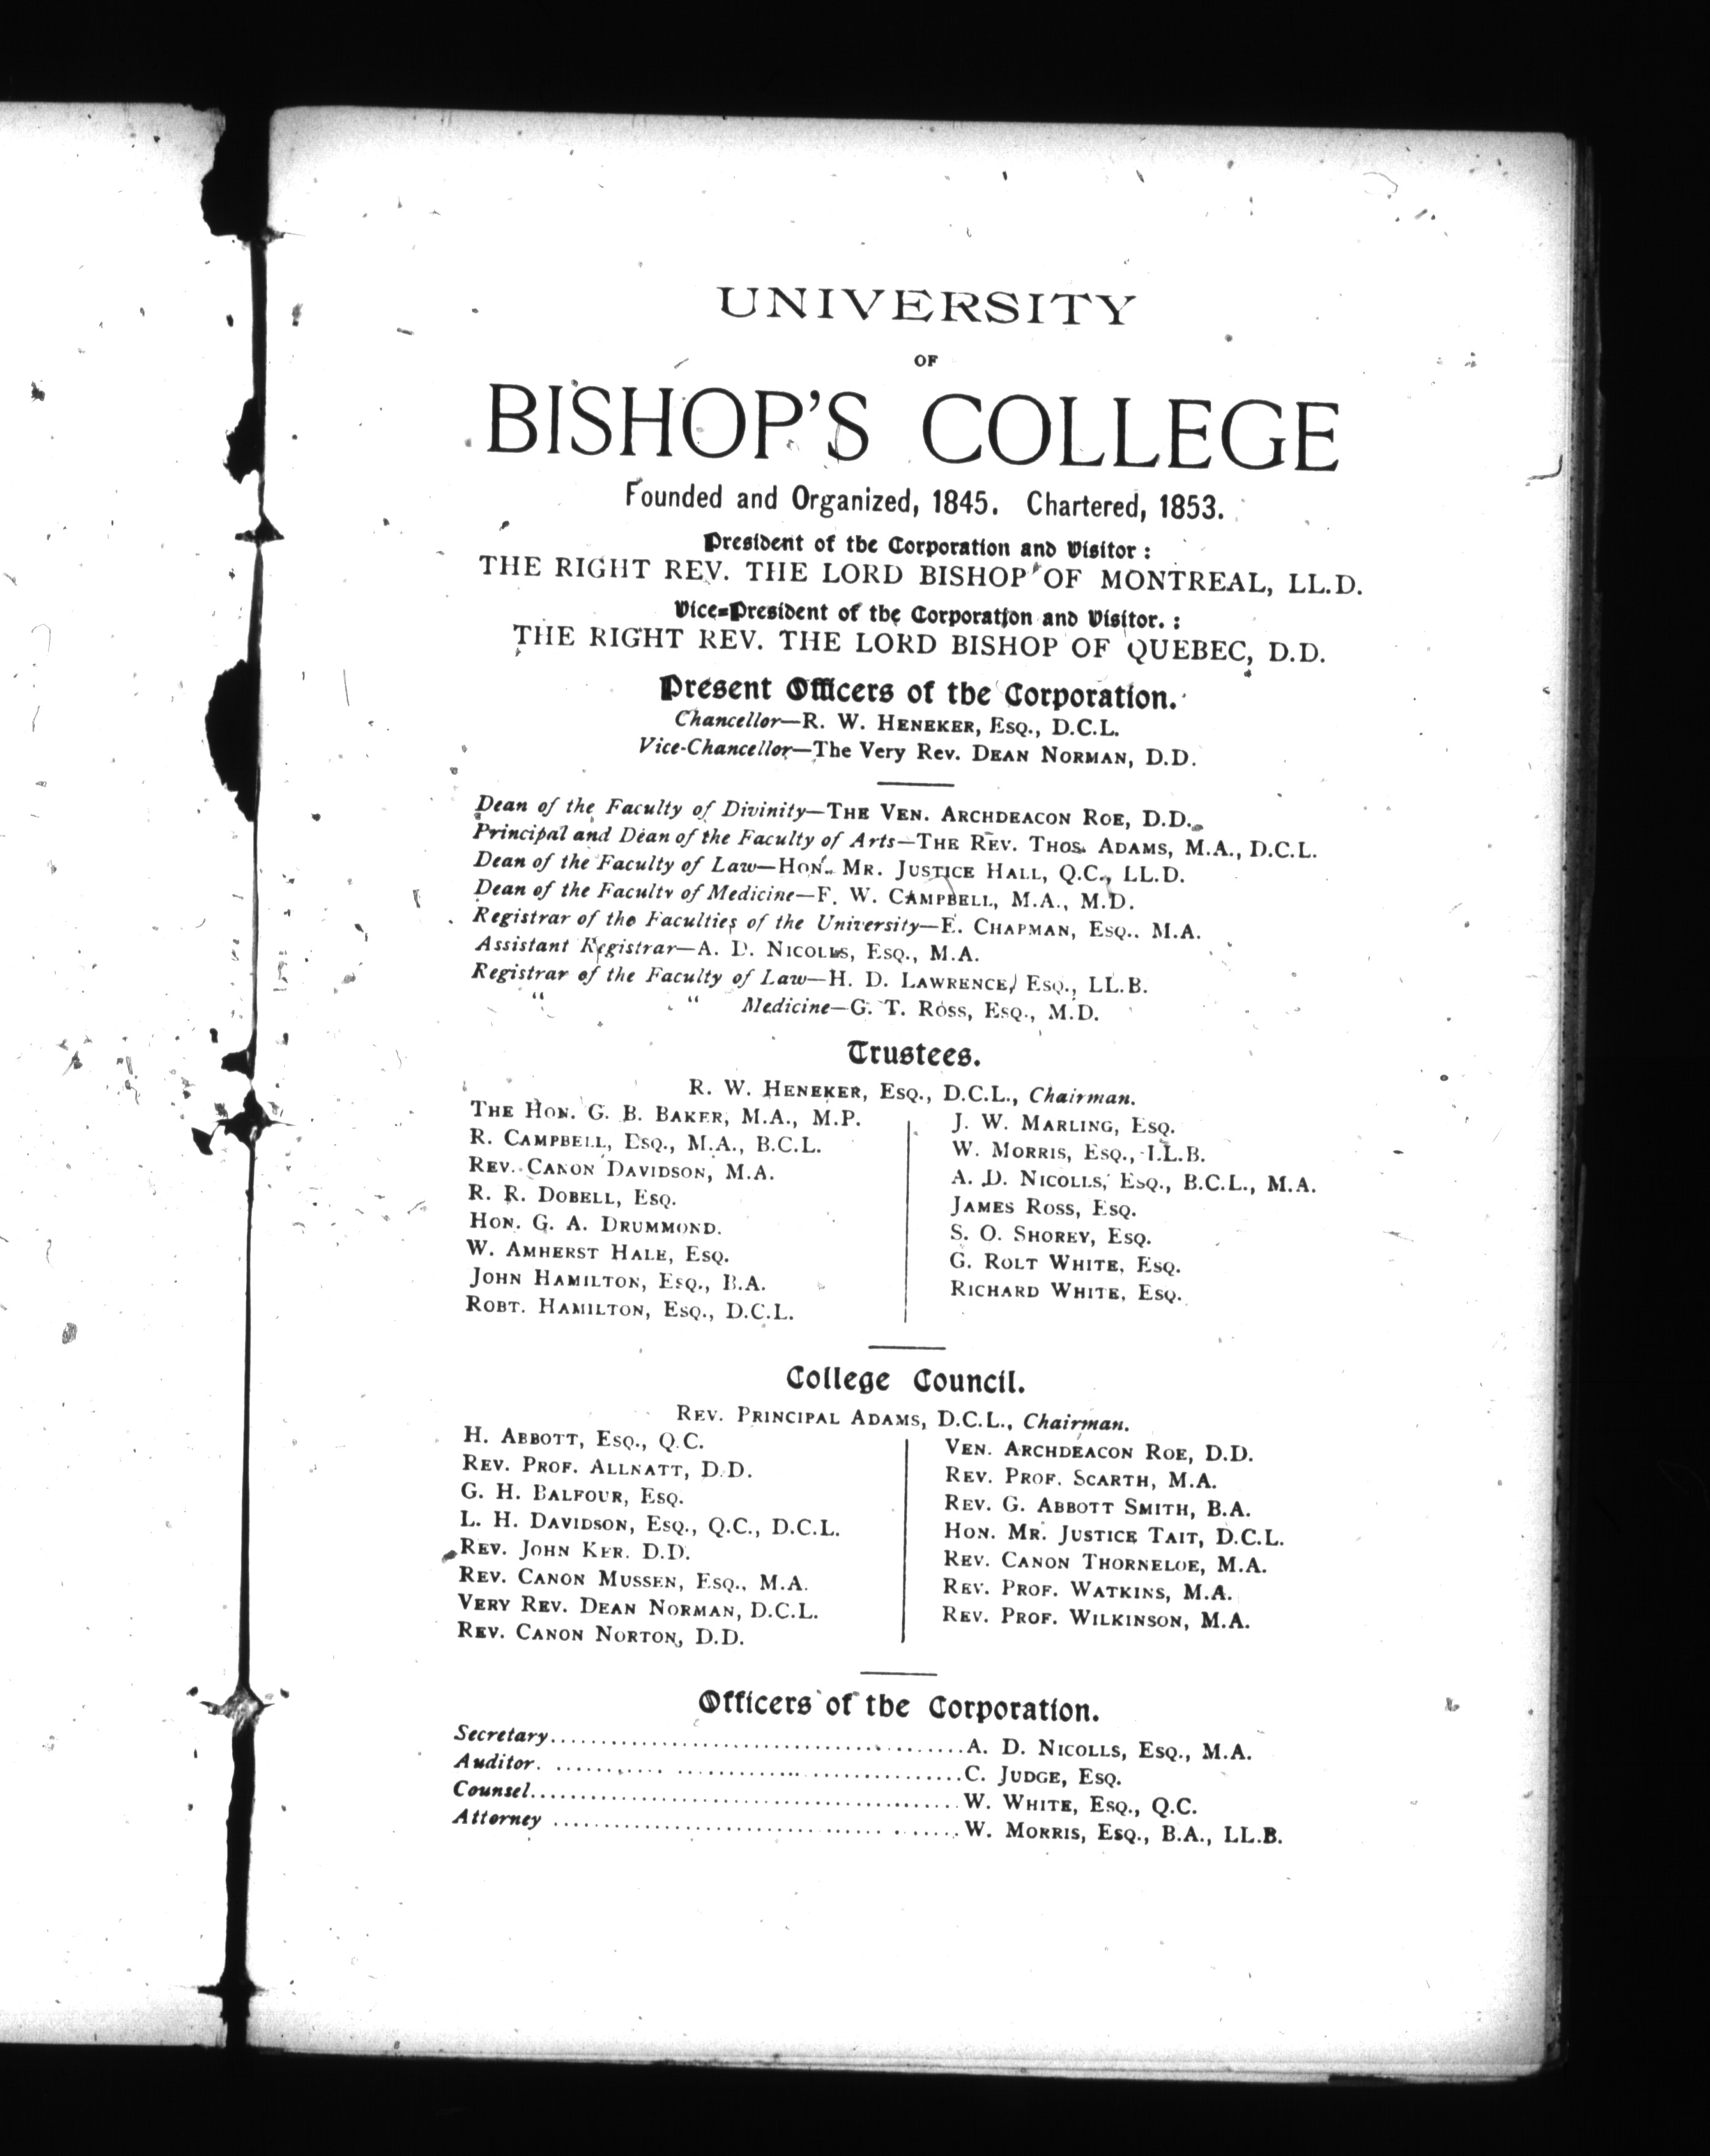 UNIVERSITY
OF
BISHOP'S COLLEGE
Founded and Organized, 1845. Chartered, 1853.
President of the Corporation and Visitor :
THE RIGHT REV. THE LORD BISHOP OF MONTREAL, LL.D.
Vice-President of the Corporation and Visitor. :
THE RIGHT REV. THE LORD BISHOP OF QUEBEC, D.D.
Present Officers of the Corporation.
Chancellor—R. W. HENEKER, ESQ., D.C.L.
Vice-Chancellor—The Very Rev. DEAN NORMAN, D.D.
Dean of the Faculty of Divinity—THE VEN. ARCHDEACON ROE, D.D.
Principal and Dean of the Faculty of Arts—THE REV. THOS. ADAMS, M.A., D.C.L.
Dean of the Faculty of Law—HON. MR. JUSTICE HALL, Q.C., LL.D.
Dean of the Faculty of Medicine—F. W. CAMPBELL, M.A., M.D.
Registrar of the Faculties of the University—E. CHAPMAN, ESQ.. M.A.
Assistant Registrar—A. D. NICOLLS, ESQ., M.A.
Registrar of the Faculty of Law—H. D. LAWRENCE, ESQ., LL.B.
" " Medicine—G. T. ROSS, ESQ., M.D.
Trustees.
R. W. HENEKER, ESQ., D.C.L., Chairman.
THE HON. G. B. BAKER, M.A., M.P.
R. CAMPBELL, ESQ., M.A., B.C.L.
REV. CANON DAVIDSON, M.A.
R. R. DOBELL, ESQ.
HON. G. A. DRUMMOND.
W. AMHERST HALE, ESQ.
JOHN HAMILTON, ESQ., B.A.
ROBT. HAMILTON, ESQ., D.C.L.
J. W. MARLING, ESQ.
W. MORRIS, ESQ., LL.B.
A. D. NICOLLS, ESQ., B.C.L., M.A.
JAMES ROSS, ESQ.
S. O. SHOREY, ESQ.
G. ROLT WHITE, ESQ.
RICHARD WHITE, ESQ.
College Council.
REV. PRINCIPAL ADAMS, D.C.L., Chairman.
H. ABBOTT, ESQ., Q.C.
REV. PROF. ALLNATT, D.D.
G. H. BALFOUR, ESQ.
L. H. DAVIDSON, ESQ., Q.C., D.C.L.
REV. JOHN KER. D.D.
REV. CANON MUSSEN, ESQ., M.A.
VERY REV. DEAN NORMAN, D.C.L.
REV. CANON NORTON, D.D.
VEN. ARCHDEACON ROE, D.D.
REV. PROF. SCARTH, M.A.
REV. G. ABBOTT SMITH, B.A.
HON. MR. JUSTICE TAIT, D.C.L.
REV. CANON THORNELOE, M.A.
REV. PROF. WATKINS, M.A.
REV. PROF. WILKINSON, M.A.
Officers of the Corporation.
Secretary........................................A. D. NICOLLS, ESQ., M.A.
Auditor. ........................................C. JUDGE, ESQ.
Counsel..........................................W. WHITE, ESQ., Q.C.
Attorney ........................................W. MORRIS, ESQ., B.A., LL.B.